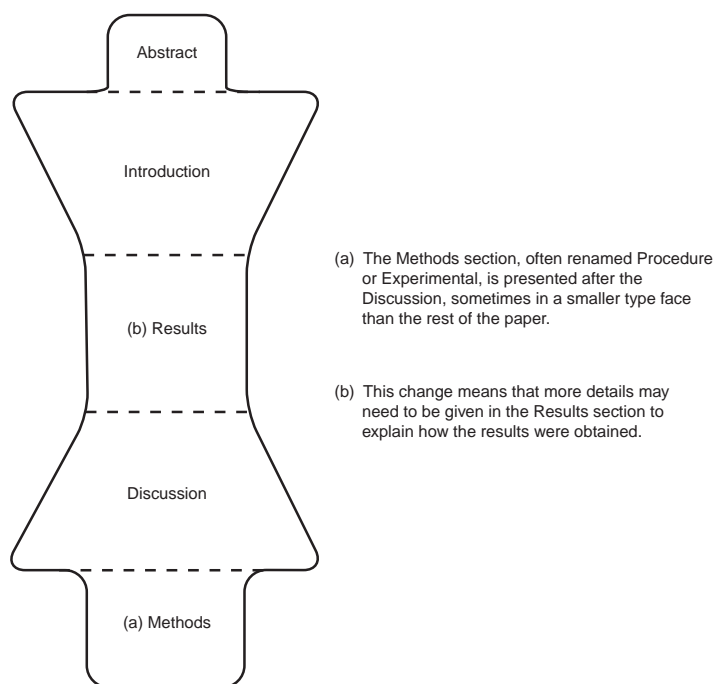 Abstract
Introduction
(b) Results
Discussion
(a) Methods
(a) The Methods section, often renamed Procedure
or Experimental, is presented after the
Discussion, sometimes in a smaller type face
than the rest of the paper.
(b) This change means that more details may
need to be given in the Results section to
explain how the results were obtained.